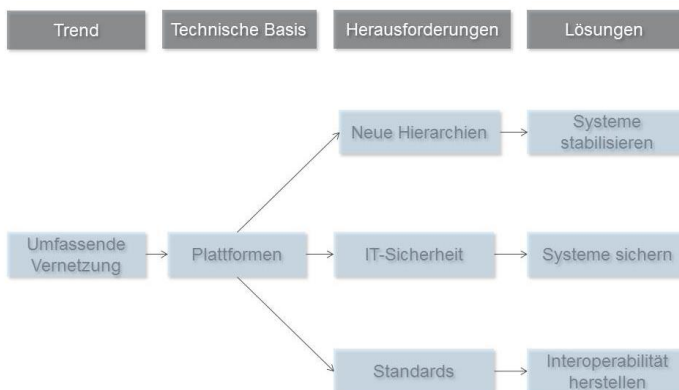 Trend
Technische Basis
Herausforderungen
Lösungen
Neue Hierarchien
Systeme
stabilisieren
Umfassende
Vernetzung
Plattformen
IT-Sicherheit
Systeme sichern
Standards
Interoperabilität
herstellen